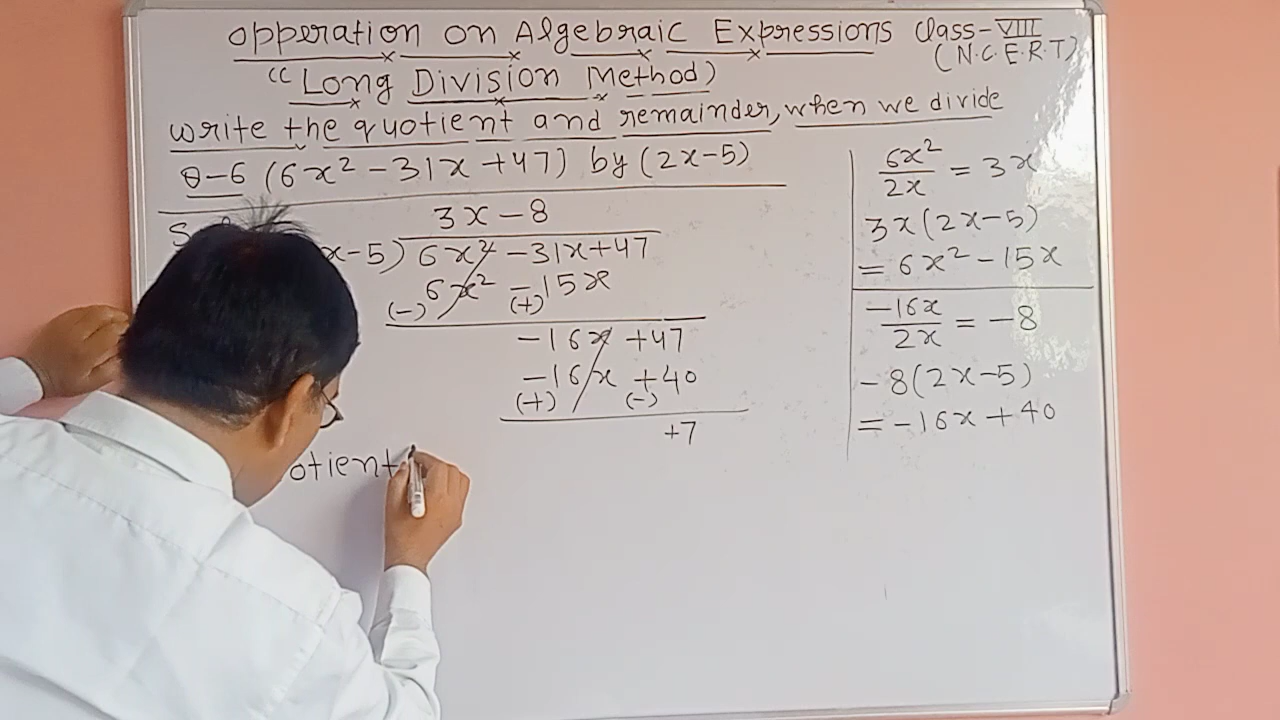 Opperation on Algebraic Expressions Class-VIII
(N.C.E.R.T)
(Long Division Method)
write the quotient and remainder, when we divide
Q-6 (6x² - 31x + 47) by (2x-5)
3x - 8
x-5) 6x² - 31x + 47
6x² - 15x
(-) (+)
-16x + 47
-16x + 40
(+) (-)
+7
otient
6x²/2x = 3x
3x(2x-5)
= 6x² - 15x
-16x/2x = -8
-8(2x-5)
= -16x + 40